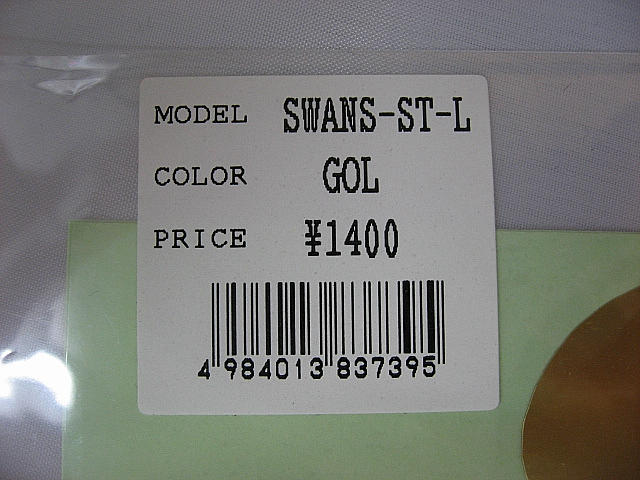 MODEL SWANS-ST-L
COLOR GOL
PRICE ¥1400
4 984013 837395